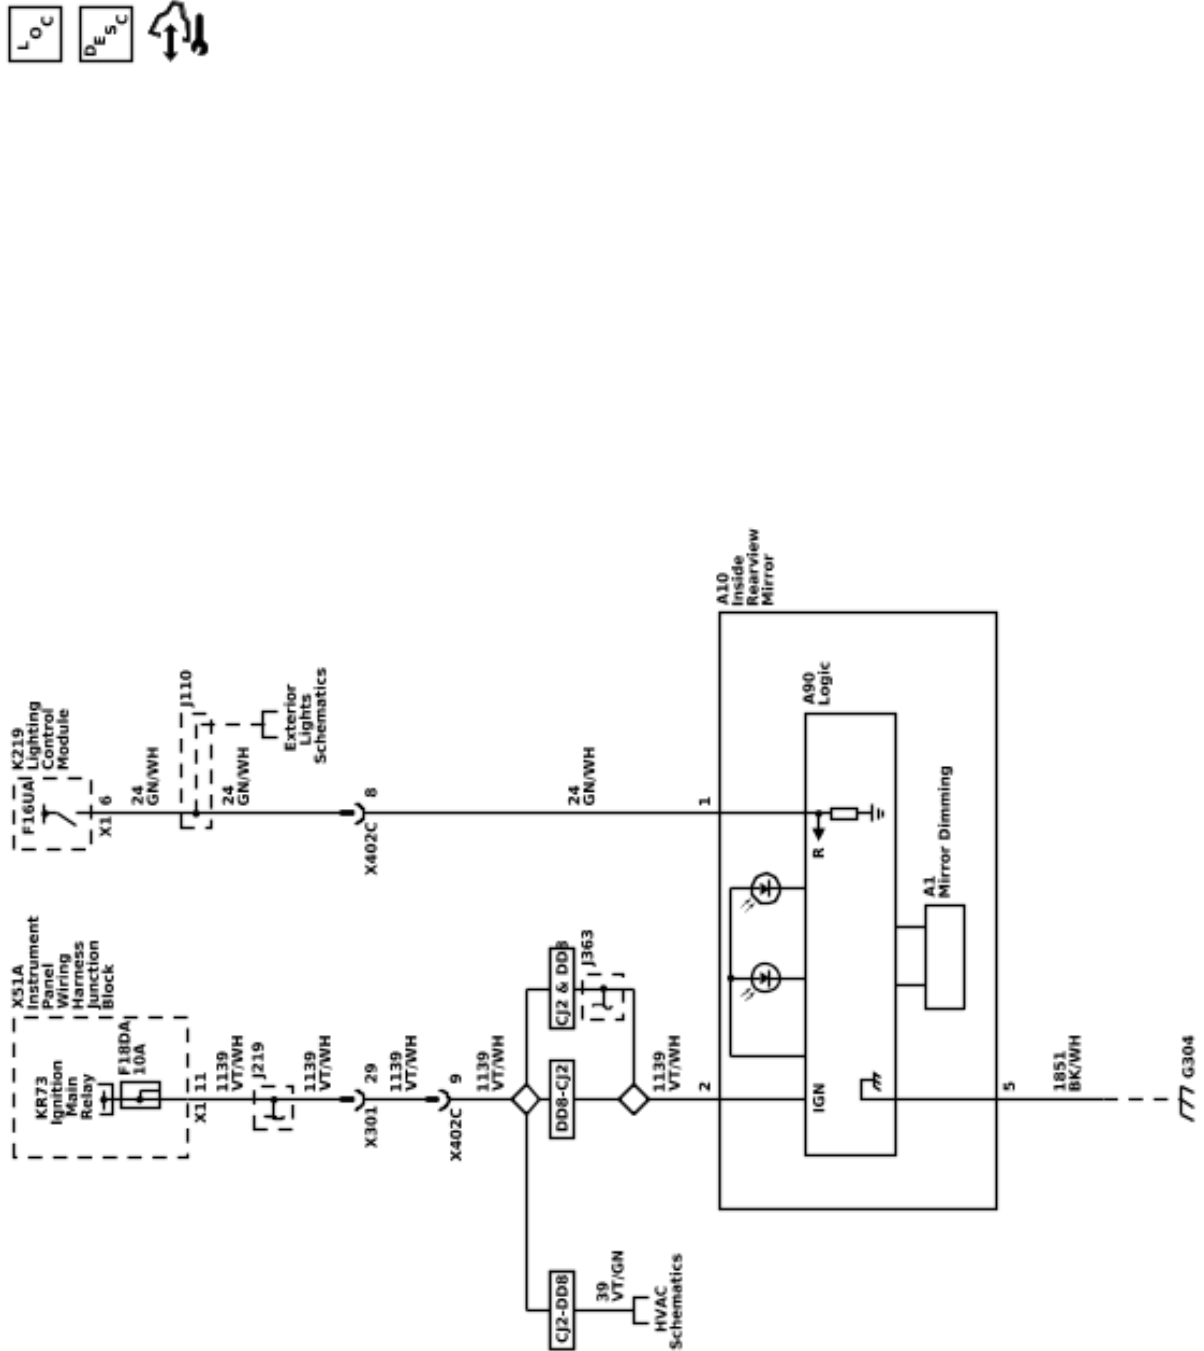 LOC
DESC
K219
Lighting
Control
Module
F16UA
X1 6
24
GN/WH
J110
24
GN/WH
Exterior
Lights
Schematics
X402C 8
24
GN/WH
1
X51A
Instrument
Panel
Wiring
Harness
Junction
Block
KR73
Ignition
Main
Relay
F18DA
10A
X1 11
1139
VT/WH
J219
1139
VT/WH
X301 29
1139
VT/WH
X402C 9
1139
VT/WH
CJ2-DD8
DD8-CJ2
CJ2 & DD8
J363
39
VT/GN
HVAC
Schematics
1139
VT/WH
2
A10
Inside
Rearview
Mirror
A90
Logic
IGN
R
A1
Mirror Dimming
5
1851
BK/WH
G304